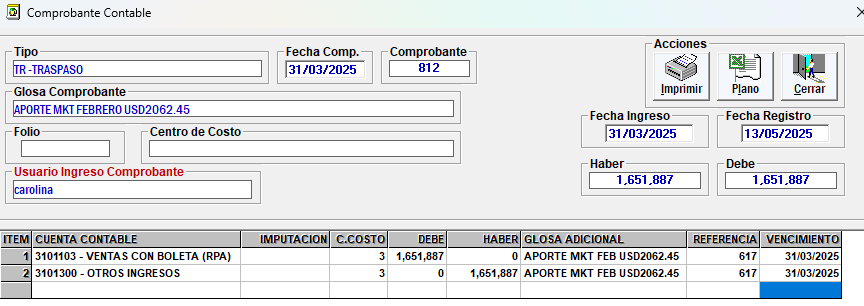 Comprobante Contable
Acciones
Tipo
TR -TRASPASO
Fecha Comp.
31/03/2025
Comprobante
812
Imprimir
Plano
Cerrar
Glosa Comprobante
APORTE MKT FEBRERO USD2062.45
Fecha Ingreso
31/03/2025
Fecha Registro
13/05/2025
Folio
Centro de Costo
Haber
1,651,887
Debe
1,651,887
Usuario Ingreso Comprobante
carolina
ITEM CUENTA CONTABLE IMPUTACION C.COSTO DEBE HABER GLOSA ADICIONAL REFERENCIA VENCIMIENTO
1 3101103 - VENTAS CON BOLETA (RPA) 3 1,651,887 0 APORTE MKT FEB USD2062.45 617 31/03/2025
2 3101300 - OTROS INGRESOS 3 0 1,651,887 APORTE MKT FEB USD2062.45 617 31/03/2025